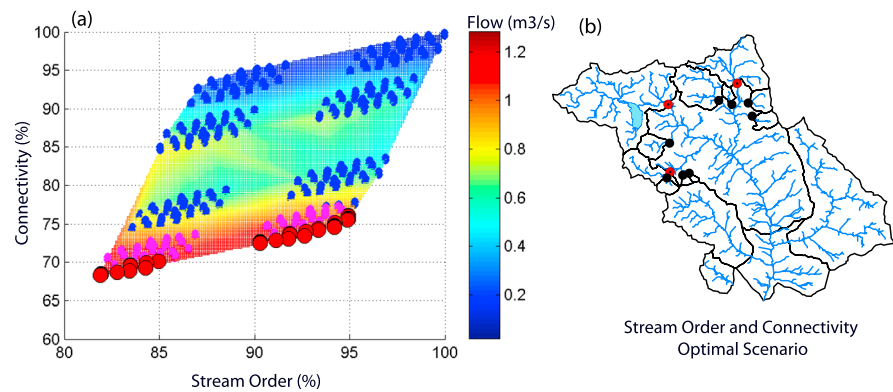 (a)
Flow (m3/s)
(b)
100
95
90
85
80
75
70
65
60
Connectivity (%)
80
85
90
95
100
Stream Order (%)
1.2
1
0.8
0.6
0.4
0.2
Stream Order and Connectivity
Optimal Scenario